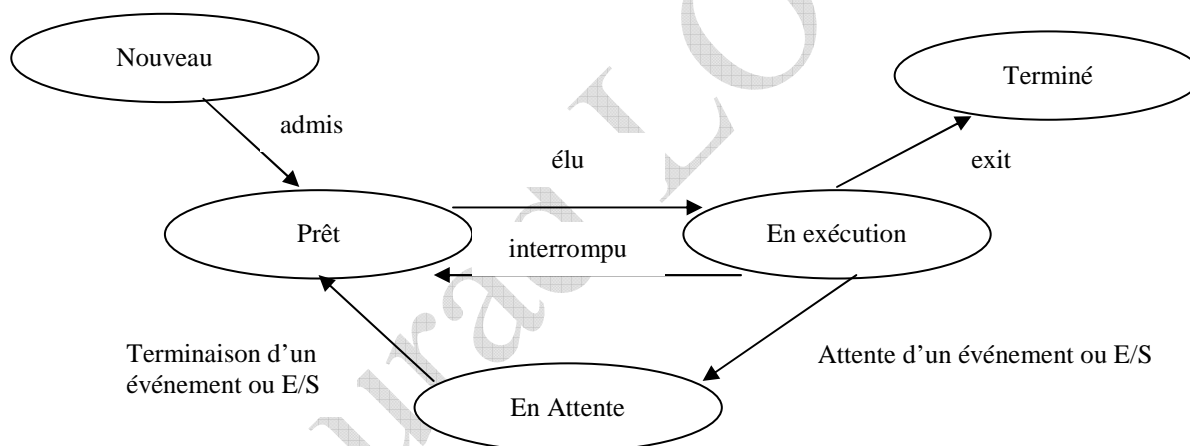 Nouveau
Terminé
admis
élu
exit
Prêt
interrompu
En exécution
Terminaison d'un
événement ou E/S
Attente d'un événement ou E/S
En Attente